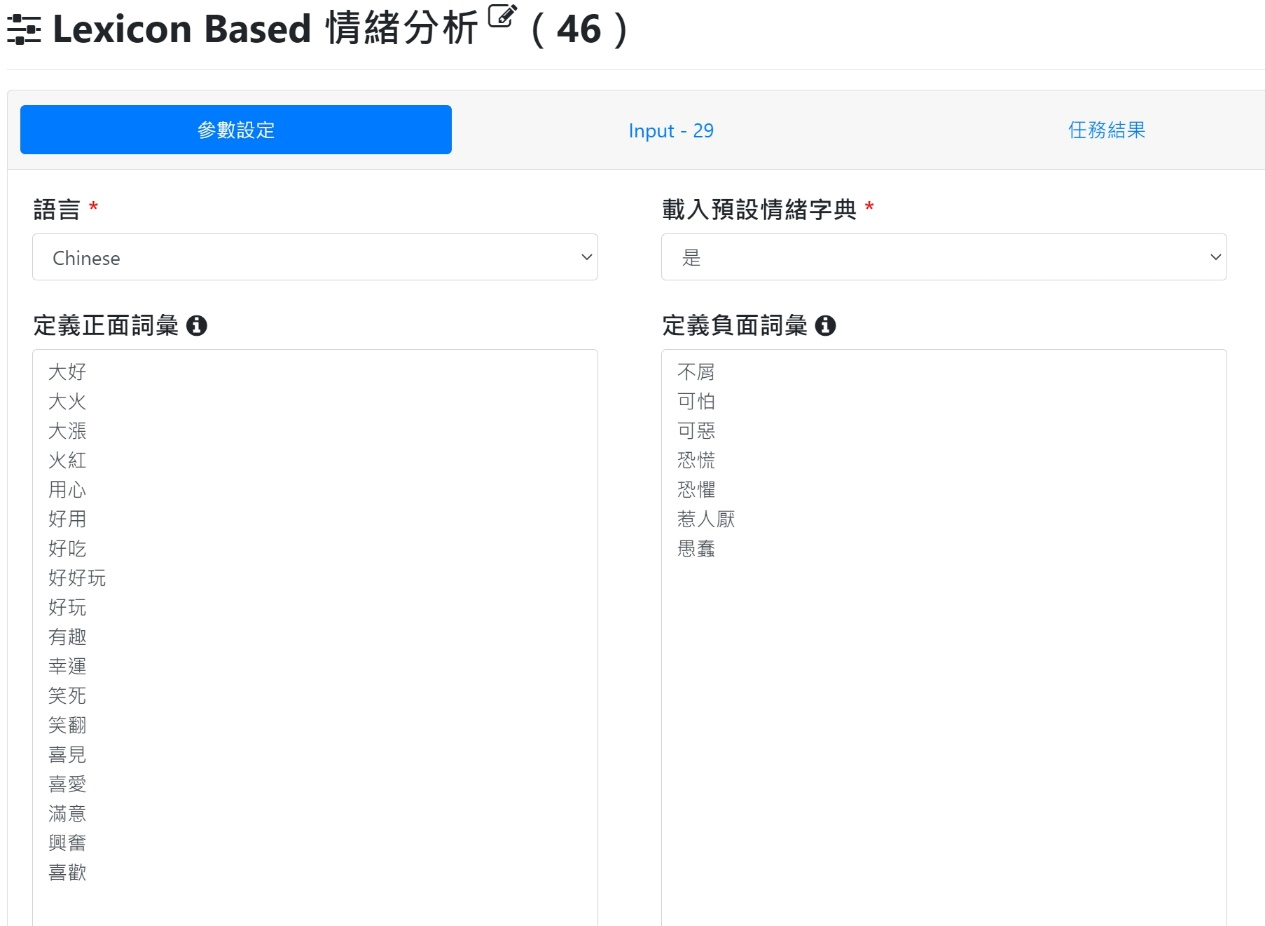 Lexicon Based 情緒分析 ( 46 )
參數設定
Input - 29
任務結果
語言 *
Chinese
載入預設情緒字典 *
是
定義正面詞彙
大好
大火
大漲
火紅
用心
好用
好吃
好好玩
好玩
有趣
幸運
笑死
笑翻
喜見
喜愛
滿意
興奮
喜歡
定義負面詞彙
不屑
可怕
可惡
恐慌
恐懼
惹人厭
愚蠢